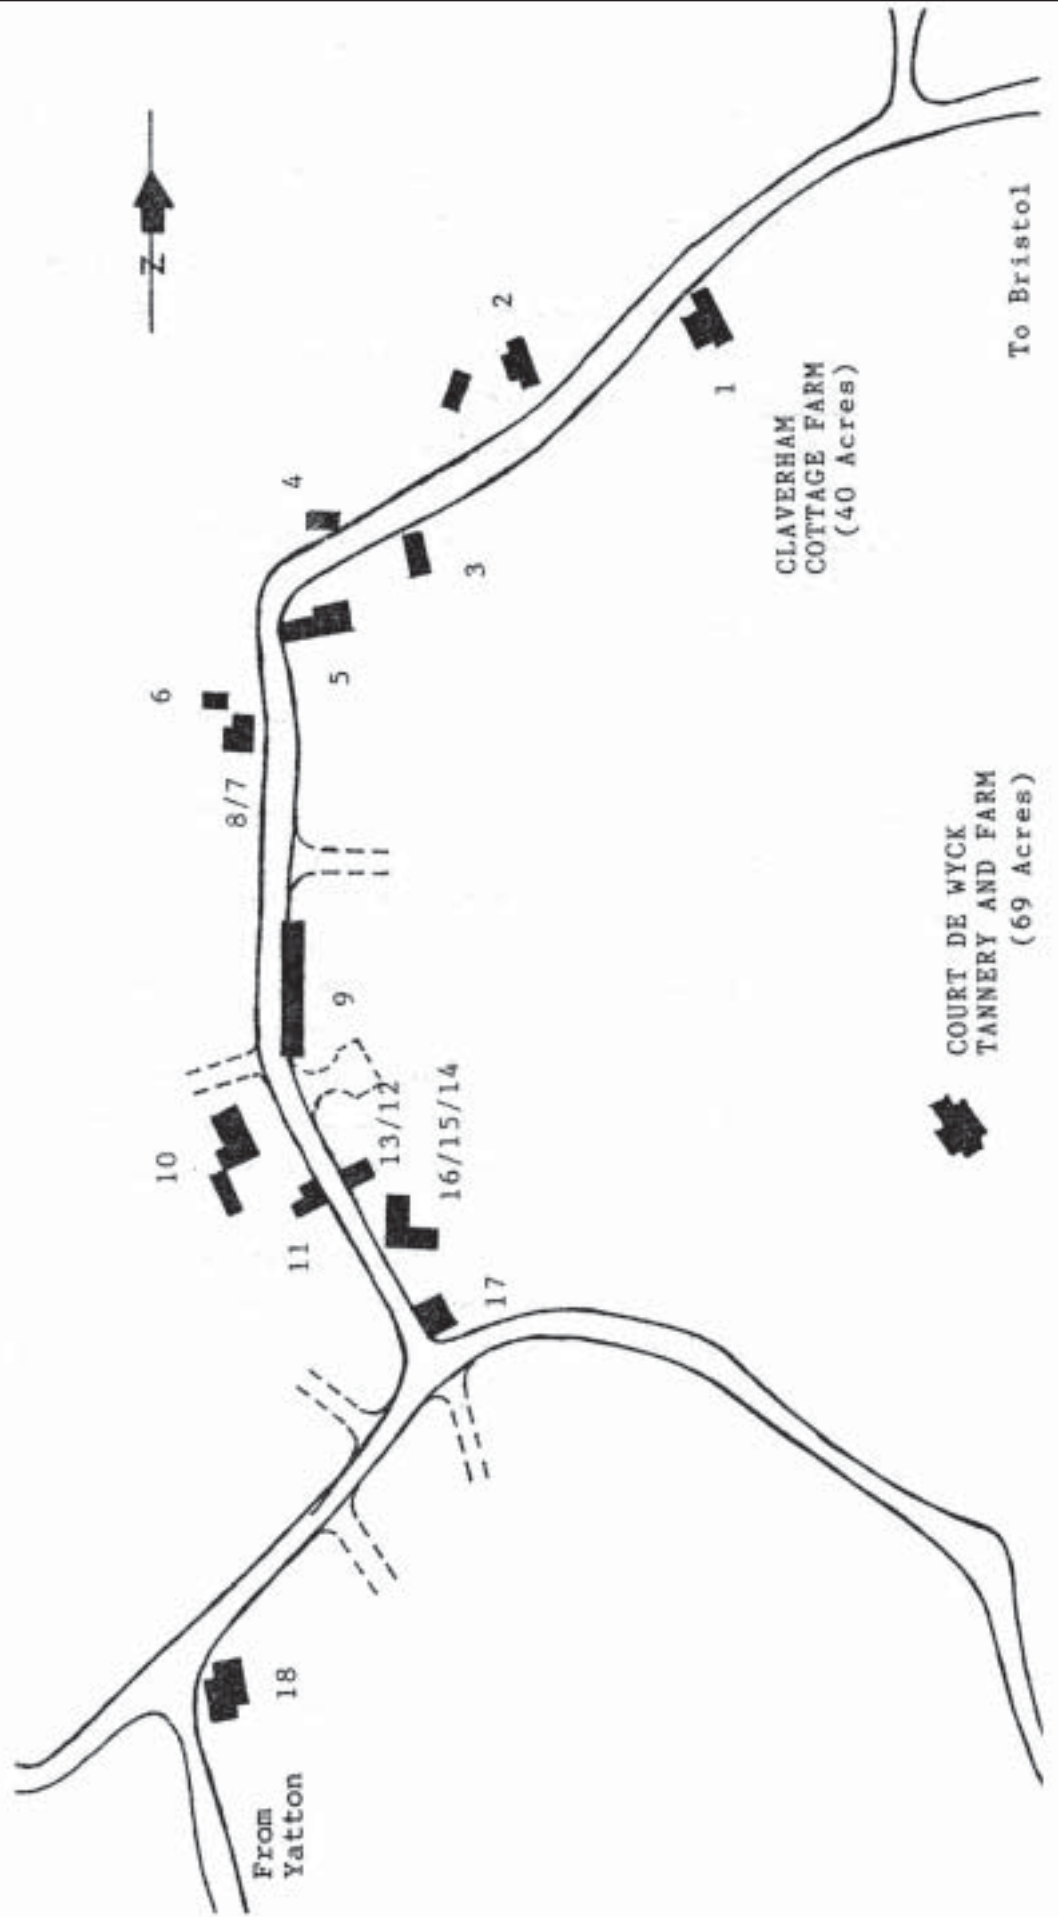 N
From
Yatton
18
17
16/15/14
13/12
11
10
9
8/7
6
5
4
3
2
1
CLAVERHAM
COTTAGE FARM
(40 Acres)
COURT DE WYCK
TANNERY AND FARM
(69 Acres)
To Bristol